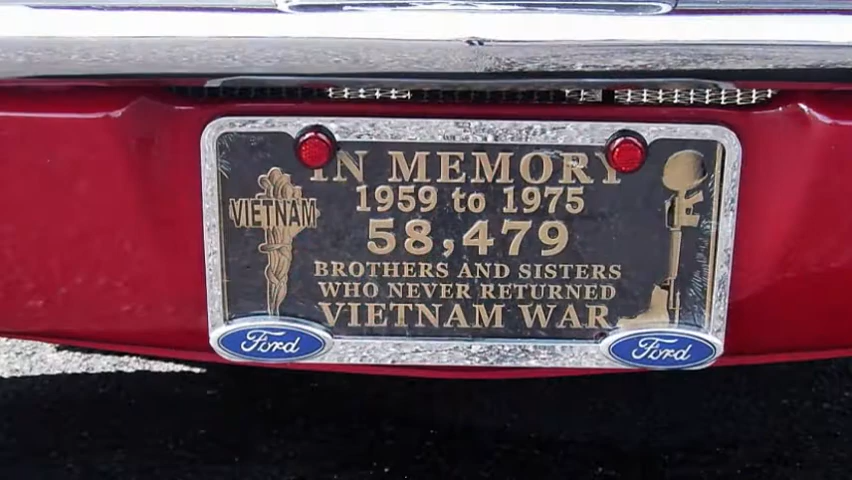 IN MEMORY
1959 to 1975
VIETNAM
58,479
BROTHERS AND SISTERS
WHO NEVER RETURNED
VIETNAM WAR
Ford Ford